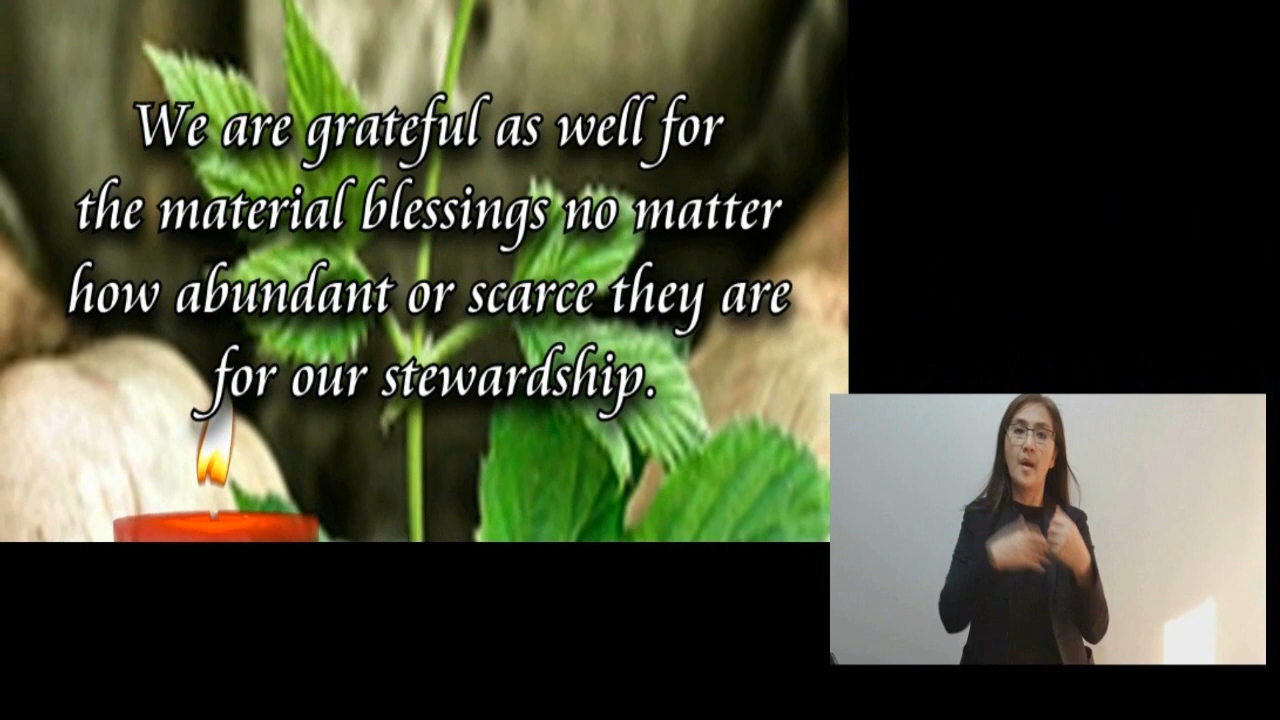 We are grateful as well for
the material blessings no matter
how abundant or scarce they are
for our stewardship.